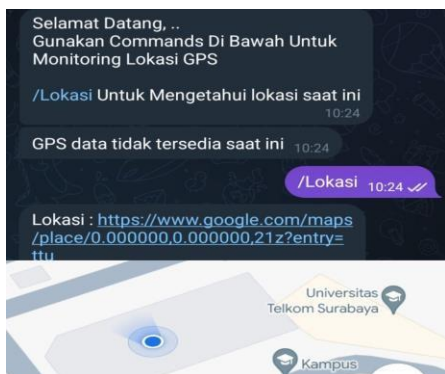 Selamat Datang, ..
Gunakan Commands Di Bawah Untuk
Monitoring Lokasi GPS
/Lokasi Untuk Mengetahui lokasi saat ini
10:24
GPS data tidak tersedia saat ini 10:24
/Lokasi 10:24
Lokasi : https://www.google.com/maps
/place/0.000000,0.000000,21z?entry=
ttu
Universitas
Telkom Surabaya
Kampus